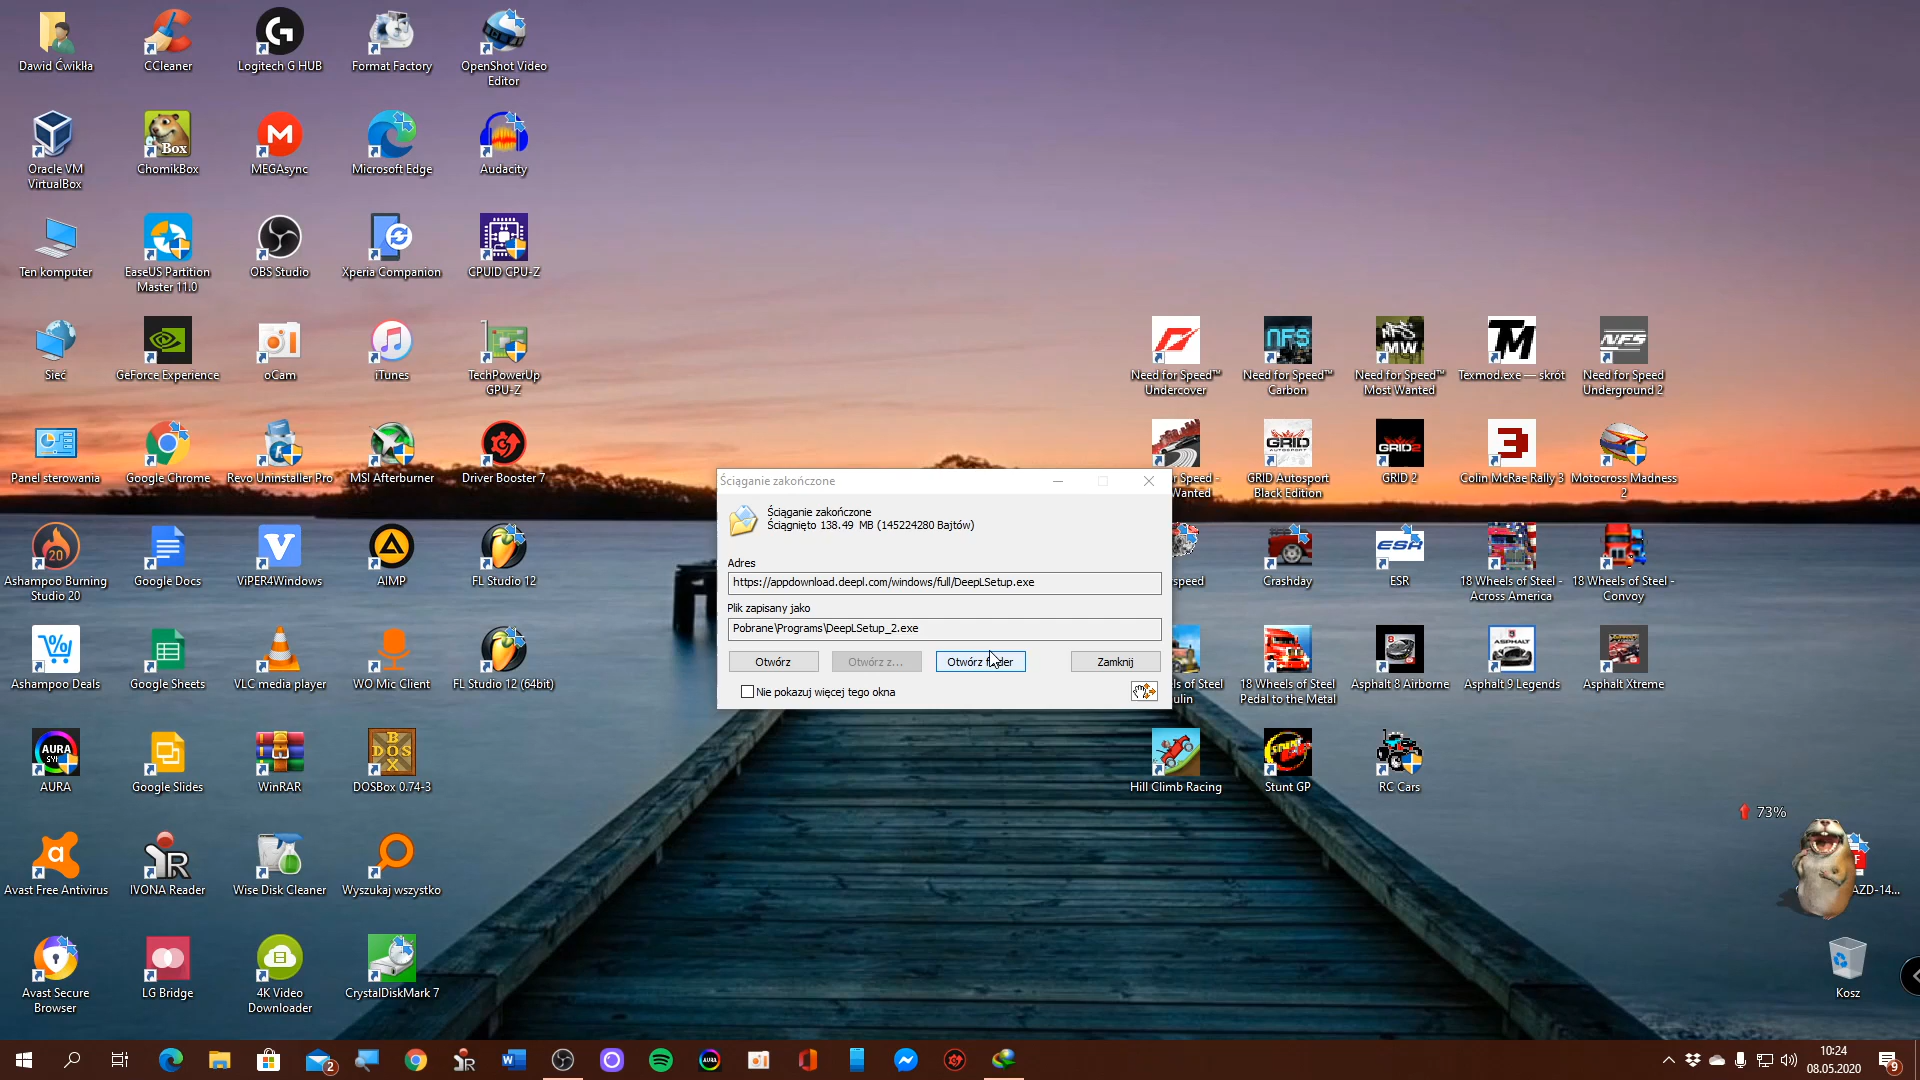 Dawid Ćwikłła
CCleaner
Logitech G HUB
Format Factory
OpenShot Video
Editor
Oracle VM
VirtualBox
ChomikBox
MEGAsync
Microsoft Edge
Audacity
Ten komputer
EaseUS Partition
Master 11.0
OBS Studio
Xperia Companion
CPUID CPU-Z
Sieć
GeForce Experience
oCam
iTunes
TechPowerUp
GPU-Z
Panel sterowania
Google Chrome
Revo Uninstaller Pro
MSI Afterburner
Driver Booster 7
Ashampoo Burning
Studio 20
Google Docs
ViPER4Windows
AIMP
FL Studio 12
Ashampoo Deals
Google Sheets
VLC media player
WO Mic Client
FL Studio 12 (64bit)
AURA
Google Slides
WinRAR
DOSBox 0.74-3
Avast Free Antivirus
IVONA Reader
Wise Disk Cleaner
Wyszukaj wszystko
Avast Secure
Browser
LG Bridge
4K Video
Downloader
CrystalDiskMark 7
Need for Speed™
Undercover
Need for Speed™
Carbon
Need for Speed™
Most Wanted
Texmod.exe — skrót
Need for Speed
Underground 2
Speed -
Wanted
GRID Autosport
Black Edition
GRID 2
Colin McRae Rally 3
Motocross Madness
2
Crashday
ESR
18 Wheels of Steel -
Across America
18 Wheels of Steel -
Convoy
of Steel
18 Wheels of Steel
Pedal to the Metal
Asphalt 8 Airborne
Asphalt 9 Legends
Asphalt Xtreme
Hill Climb Racing
Stunt GP
RC Cars
Ściąganie zakończone
Ściąganie zakończone
Ściągnięto 138.49 MB (145224280 Bajtów)
Adres
https://appdownload.deepl.com/windows/full/DeepLSetup.exe
Plik zapisany jako
Pobrane\Programs\DeepLSetup_2.exe
Otwórz
Otwórz z...
Otwórz folder
Zamknij
Nie pokazuj więcej tego okna
73%
AZD-14...
Kosz
2
10:24
08.05.2020
9